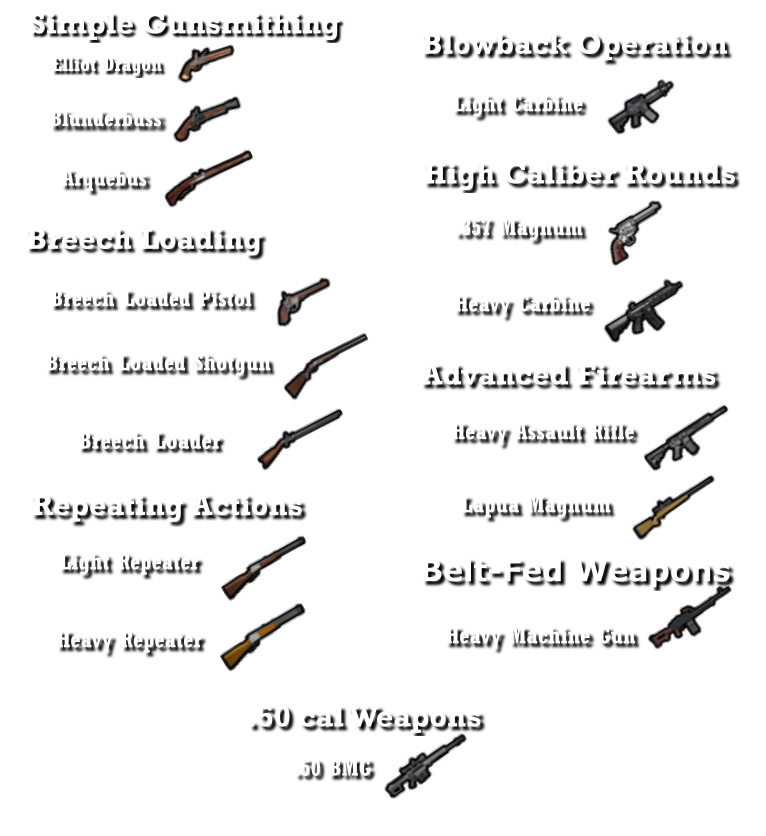 Simple Gunsmithing
Elliot Dragon
Blunderbuss
Arquebus
Breech Loading
Breech Loaded Pistol
Breech Loaded Shotgun
Breech Loader
Repeating Actions
Light Repeater
Heavy Repeater
Blowback Operation
Light Carbine
High Caliber Rounds
.357 Magnum
Heavy Carbine
Advanced Firearms
Heavy Assault Rifle
Lapua Magnum
Belt-Fed Weapons
Heavy Machine Gun
.50 cal Weapons
.50 BMG